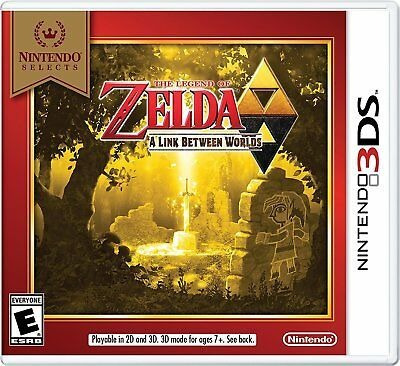 NINTENDO
SELECTS
THE LEGEND OF
ZELDA
A LINK BETWEEN WORLDS
NINTENDO 3DS
EVERYONE
E
ESRB
Playable in 2D and 3D. 3D mode for ages 7+. See back.
Nintendo